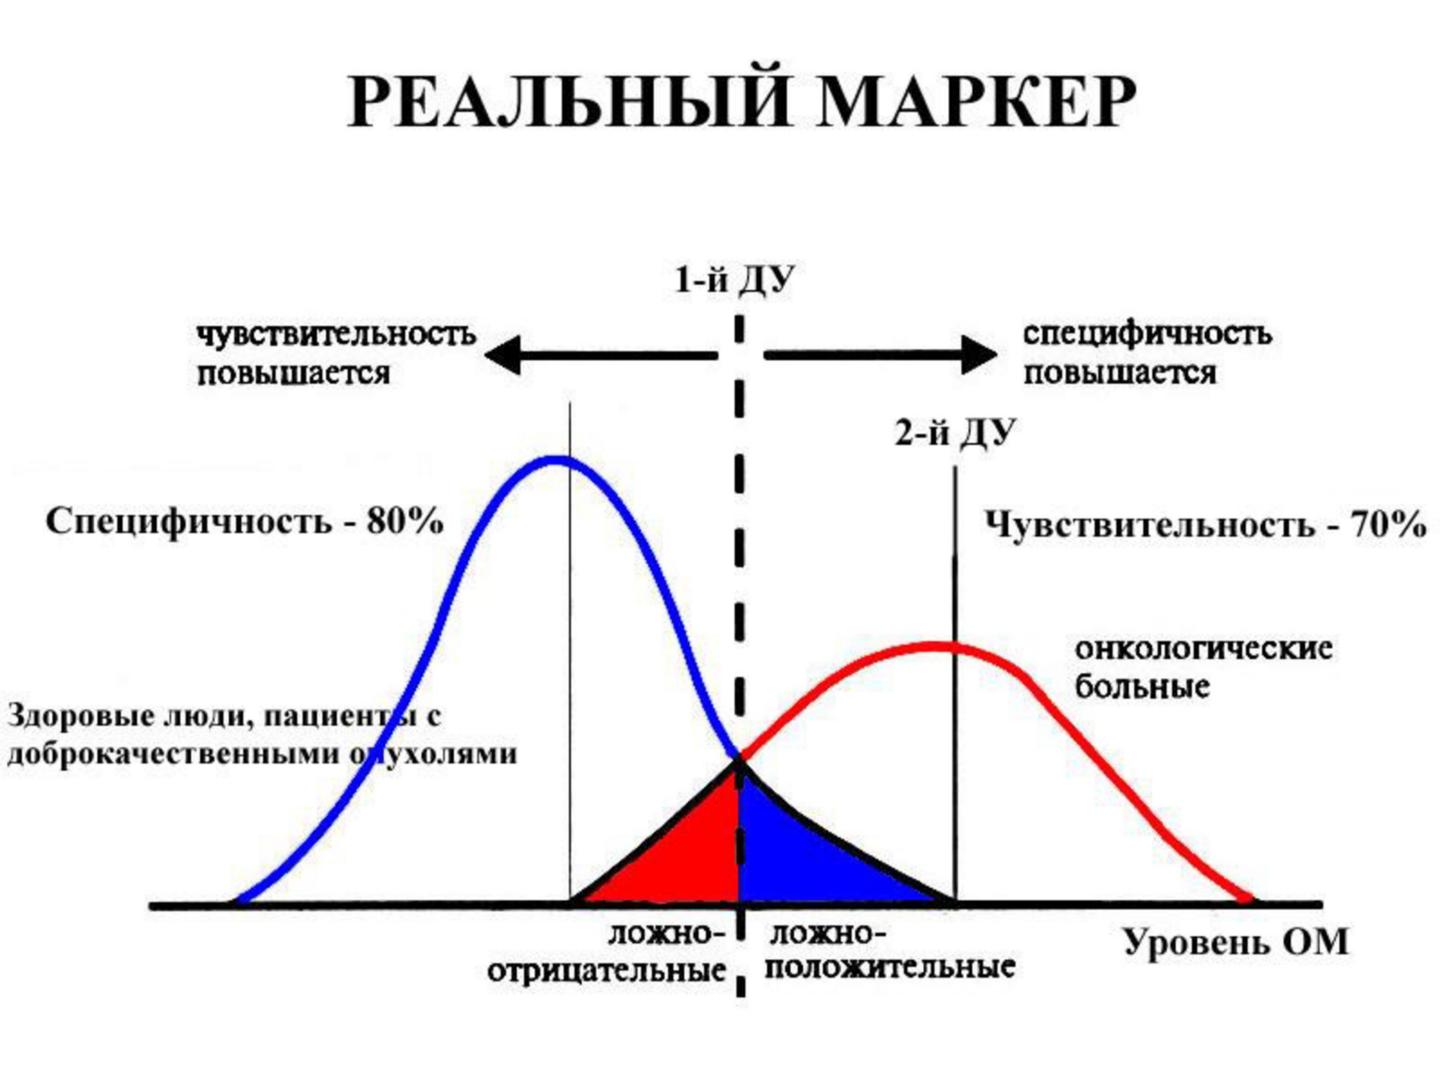 РЕАЛЬНЫЙ МАРКЕР
1-й ДУ
чувствительность
повышается
специфичность
повышается
2-й ДУ
Специфичность - 80%
Чувствительность - 70%
онкологические
больные
Здоровые люди, пациенты с
доброкачественными опухолями
ложно-
отрицательные
ложно-
положительные
Уровень ОМ